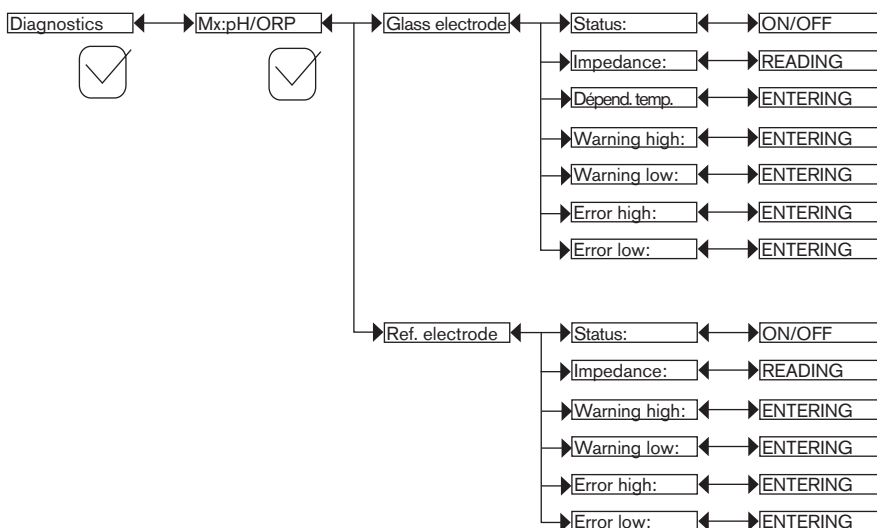 Diagnostics Mx:pH/ORP Glass electrode Status: ON/OFF
Impedance: READING
Dépend. temp. ENTERING
Warning high: ENTERING
Warning low: ENTERING
Error high: ENTERING
Error low: ENTERING
Ref. electrode Status: ON/OFF
Impedance: READING
Warning high: ENTERING
Warning low: ENTERING
Error high: ENTERING
Error low: ENTERING